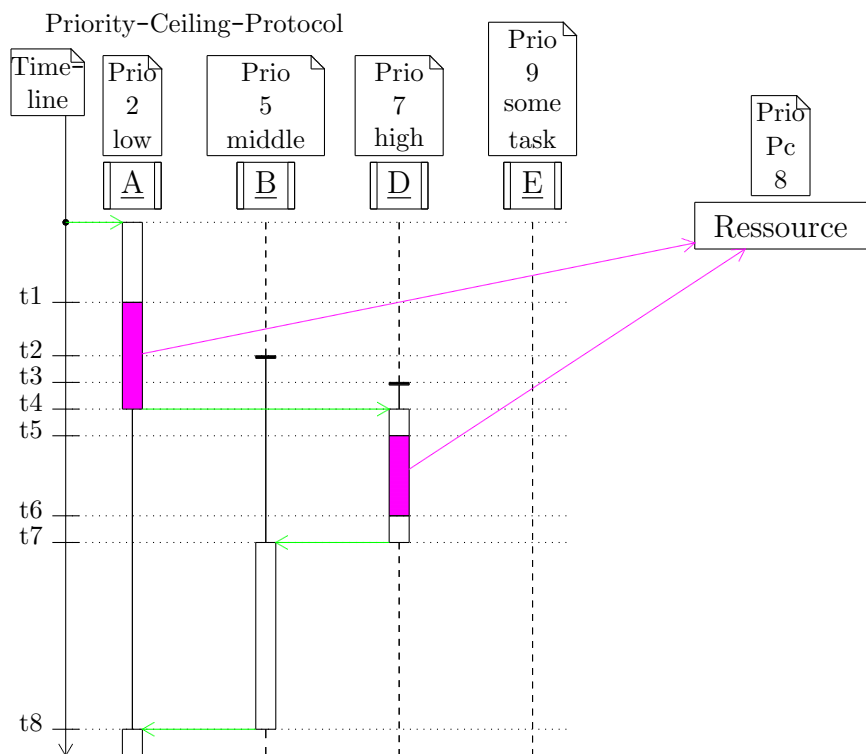 Priority-Ceiling-Protocol
Time-
line
Prio
2
low
Prio
5
middle
Prio
7
high
Prio
9
some
task
Prio
Pc
8
A
B
D
E
Ressource
t1
t2
t3
t4
t5
t6
t7
t8